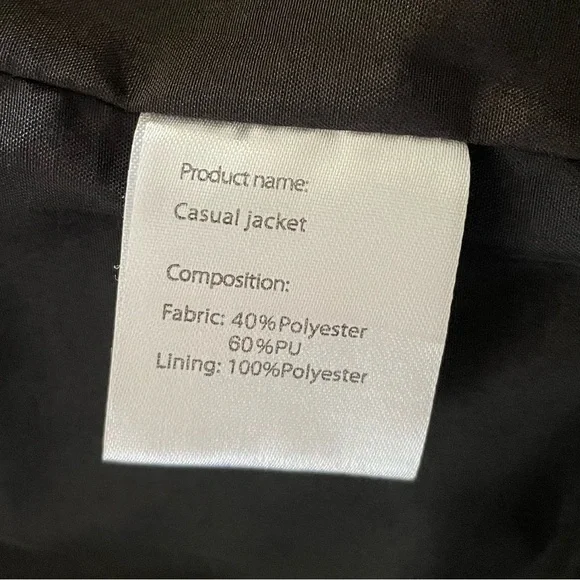 Product name:
Casual jacket
Composition:
Fabric: 40%Polyester
60%PU
Lining: 100%Polyester